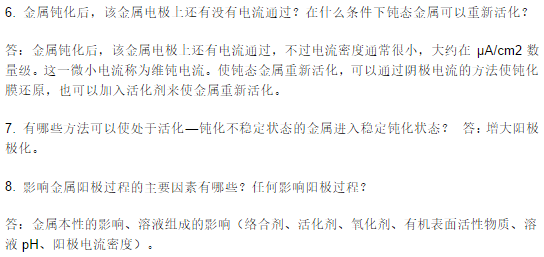 6. 金属钝化后，该金属电极上还有没有电流通过？在什么条件下钝态金属可以重新活化？
答：金属钝化后，该金属电极上还有电流通过，不过电流密度通常很小，大约在 μA/cm2 数
量级。这一微小电流称为维钝电流。使钝态金属重新活化，可以通过阴极电流的方法使钝化
膜还原，也可以加入活化剂来使金属重新活化。
7. 有哪些方法可以使处于活化—钝化不稳定状态的金属进入稳定钝化状态？ 答：增大阳极
极化。
8. 影响金属阳极过程的主要因素有哪些？任何影响阳极过程？
答：金属本性的影响、溶液组成的影响（络合剂、活化剂、氧化剂、有机表面活性物质、溶
液 pH、阳极电流密度）。